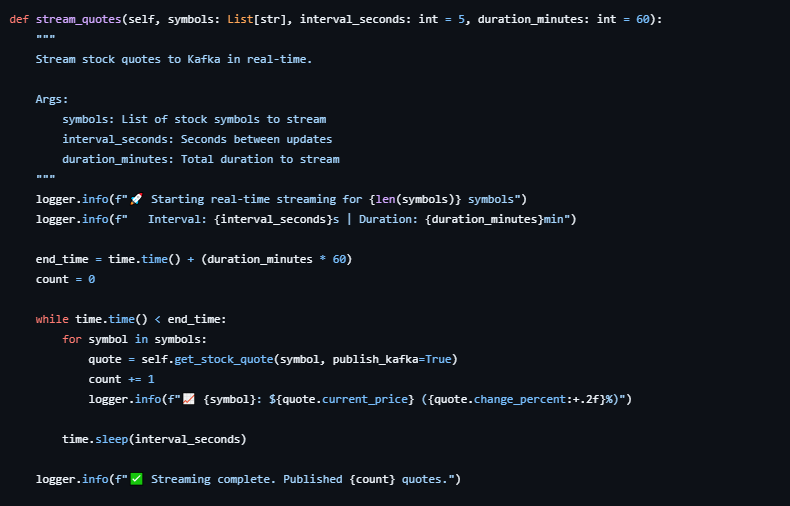 def stream_quotes(self, symbols: List[str], interval_seconds: int = 5, duration_minutes: int = 60):
    """
    Stream stock quotes to Kafka in real-time.

    Args:
        symbols: List of stock symbols to stream
        interval_seconds: Seconds between updates
        duration_minutes: Total duration to stream
    """
    logger.info(f"🚀 Starting real-time streaming for {len(symbols)} symbols")
    logger.info(f"   Interval: {interval_seconds}s | Duration: {duration_minutes}min")

    end_time = time.time() + (duration_minutes * 60)
    count = 0

    while time.time() < end_time:
        for symbol in symbols:
            quote = self.get_stock_quote(symbol, publish_kafka=True)
            count += 1
            logger.info(f"📈 {symbol}: ${quote.current_price} ({quote.change_percent:+.2f}%)")

        time.sleep(interval_seconds)

    logger.info(f"✅ Streaming complete. Published {count} quotes.")